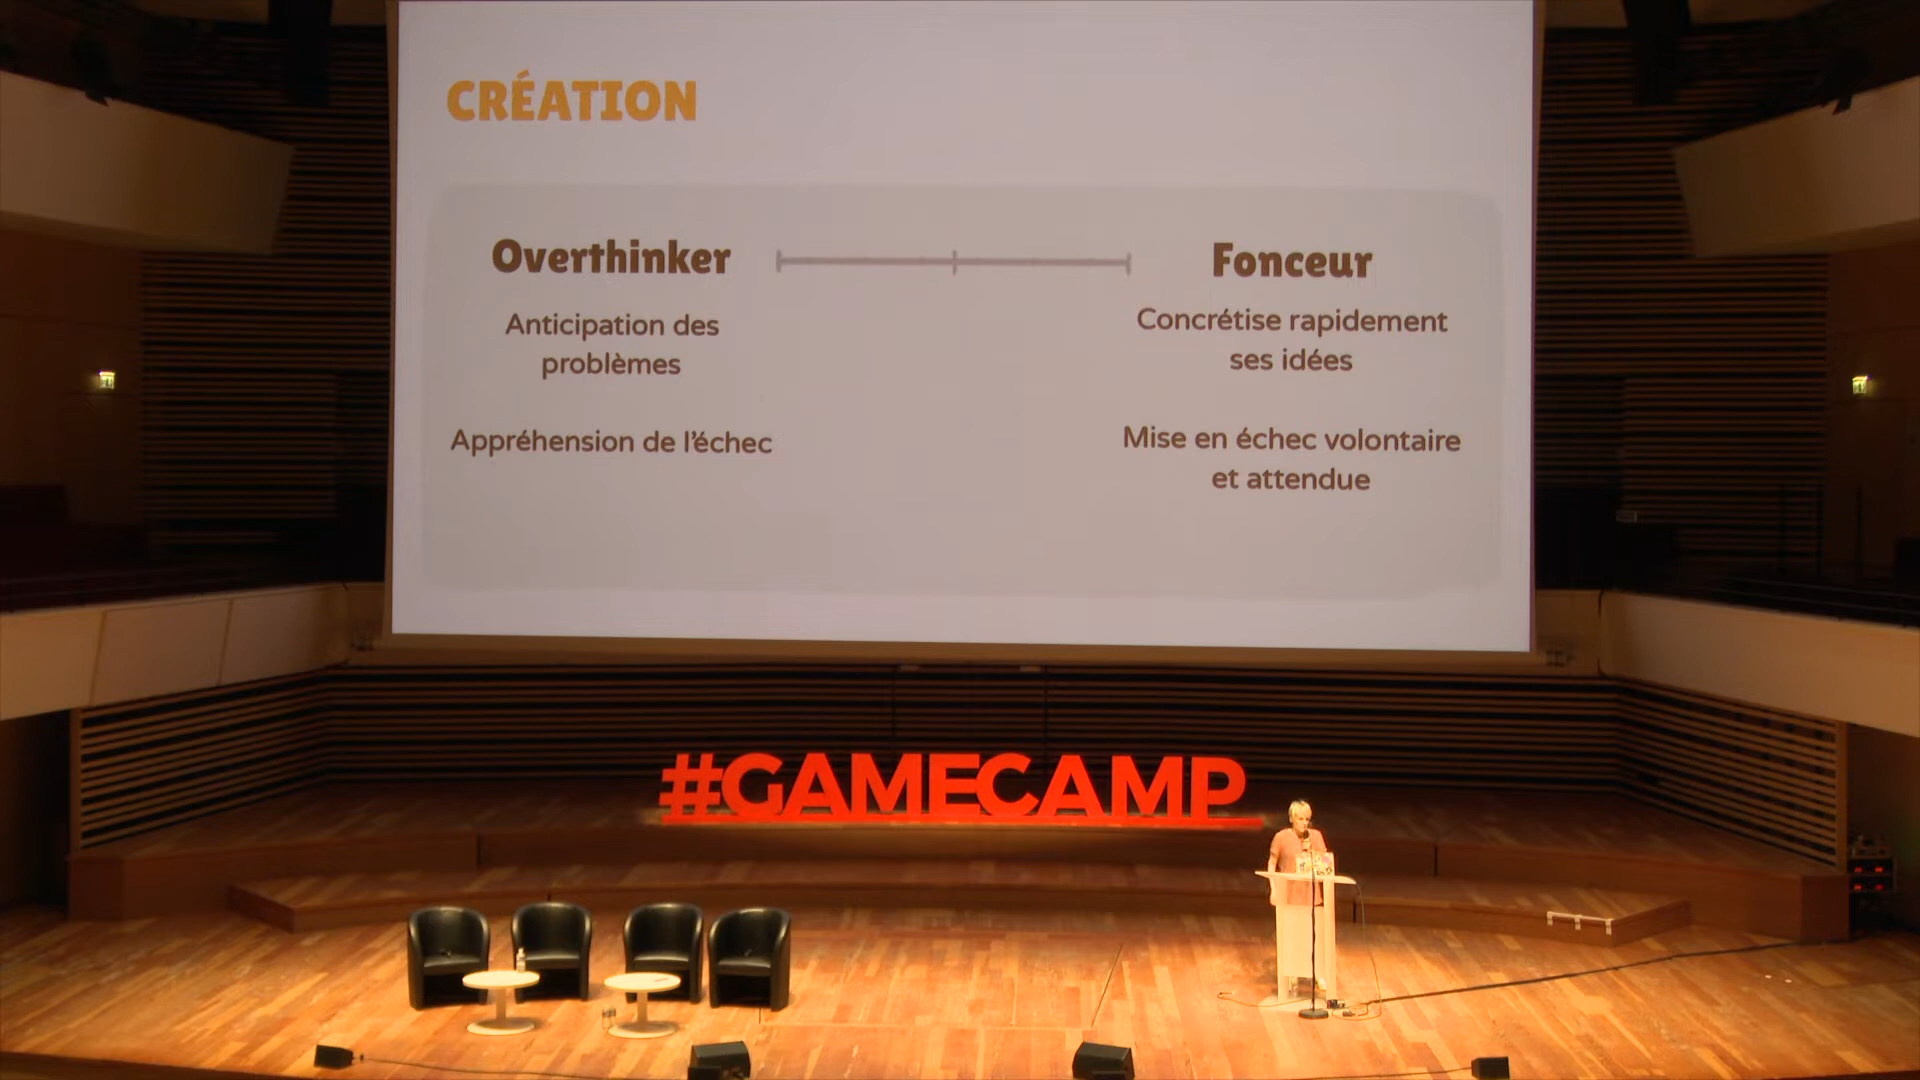 CRÉATION
Overthinker
Anticipation des
problèmes
Appréhension de l'échec
Fonceur
Concrétise rapidement
ses idées
Mise en échec volontaire
et attendue
#GAMECAMP